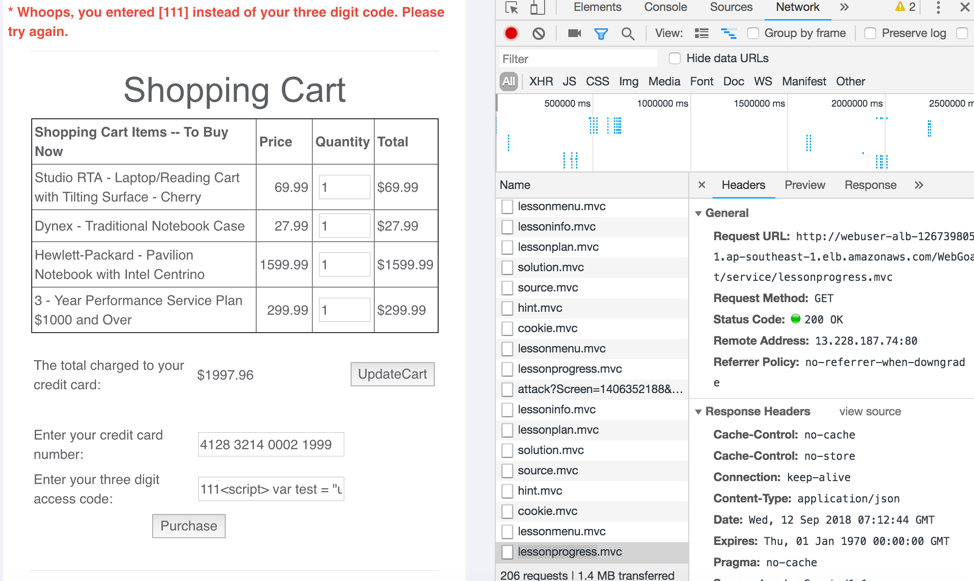 * Whoops, you entered [111] instead of your three digit code. Please
try again.
Shopping Cart
Shopping Cart Items -- To Buy
Now
Price
Quantity
Total
Studio RTA - Laptop/Reading Cart
with Tilting Surface - Cherry
69.99
1
$69.99
Dynex - Traditional Notebook Case
27.99
1
$27.99
Hewlett-Packard - Pavilion
Notebook with Intel Centrino
1599.99
1
$1599.99
3 - Year Performance Service Plan
$1000 and Over
299.99
1
$299.99
The total charged to your
credit card:
$1997.96
UpdateCart
Enter your credit card
number:
4128 3214 0002 1999
Enter your three digit
access code:
111<script> var test = "
Purchase
Elements
Console
Sources
Network
»
2
View:
Group by frame
Preserve log
Filter
Hide data URLs
All
XHR
JS
CSS
Img
Media
Font
Doc
WS
Manifest
Other
500000 ms
1000000 ms
1500000 ms
2000000 ms
2500000 m
Name
lessonmenu.mvc
lessoninfo.mvc
lessonplan.mvc
solution.mvc
source.mvc
hint.mvc
cookie.mvc
lessonmenu.mvc
lessonprogress.mvc
attack?Screen=1406352188&...
lessoninfo.mvc
lessonplan.mvc
solution.mvc
source.mvc
hint.mvc
cookie.mvc
lessonmenu.mvc
lessonprogress.mvc
206 requests | 1.4 MB transferred
×
Headers
Preview
Response
»
General
Request URL: http://webuser-alb-126739805
1.ap-southeast-1.elb.amazonaws.com/WebGoa
t/service/lessonprogress.mvc
Request Method: GET
Status Code: 200 OK
Remote Address: 13.228.187.74:80
Referrer Policy: no-referrer-when-downgrad
e
Response Headers
view source
Cache-Control: no-cache
Cache-Control: no-store
Connection: keep-alive
Content-Type: application/json
Date: Wed, 12 Sep 2018 07:12:44 GMT
Expires: Thu, 01 Jan 1970 00:00:00 GMT
Pragma: no-cache